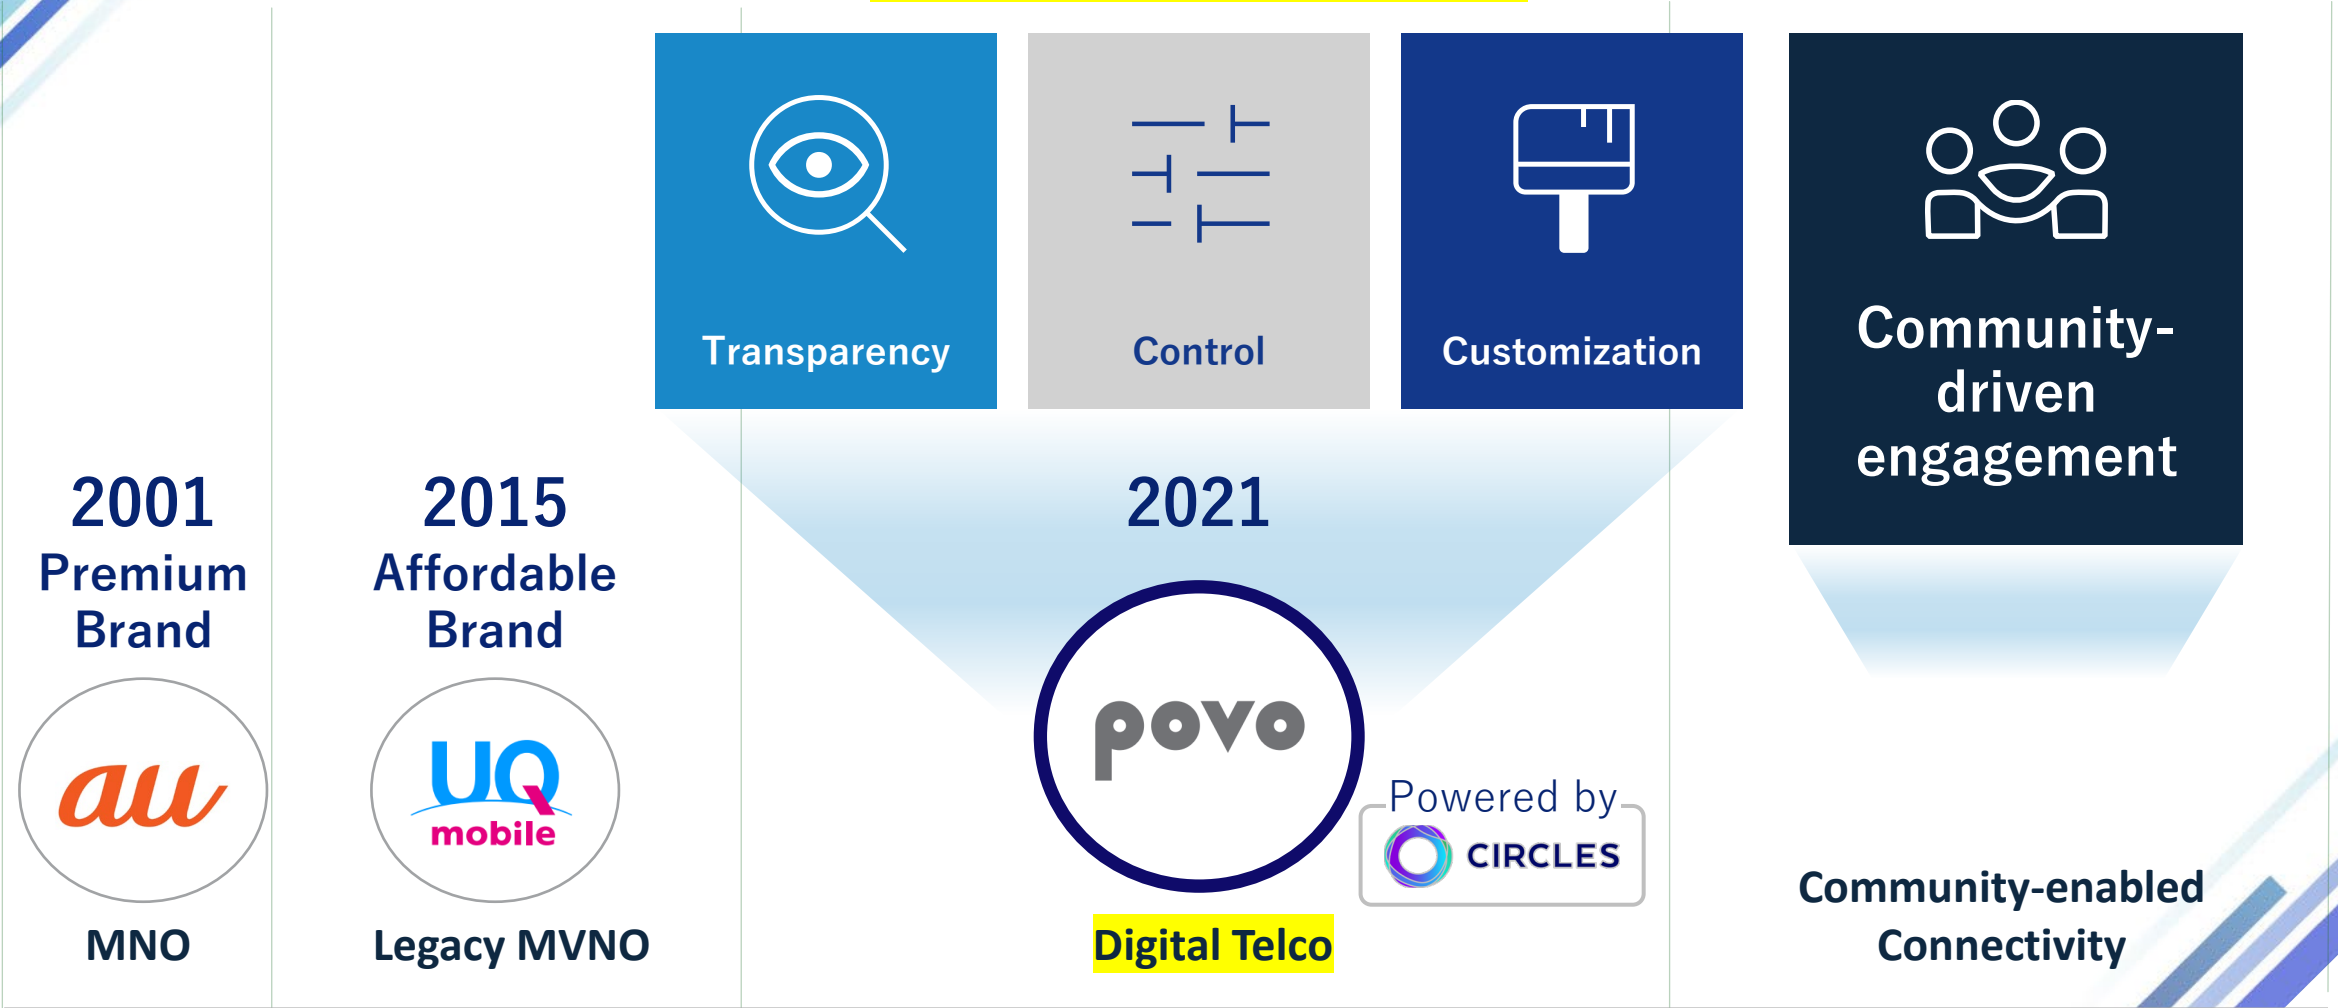 Transparency
Control
Customization
Community-
driven
engagement
2001
Premium
Brand
au
MNO
2015
Affordable
Brand
UQ
mobile
Legacy MVNO
2021
povo
Powered by
CIRCLES
Digital Telco
Community-enabled
Connectivity